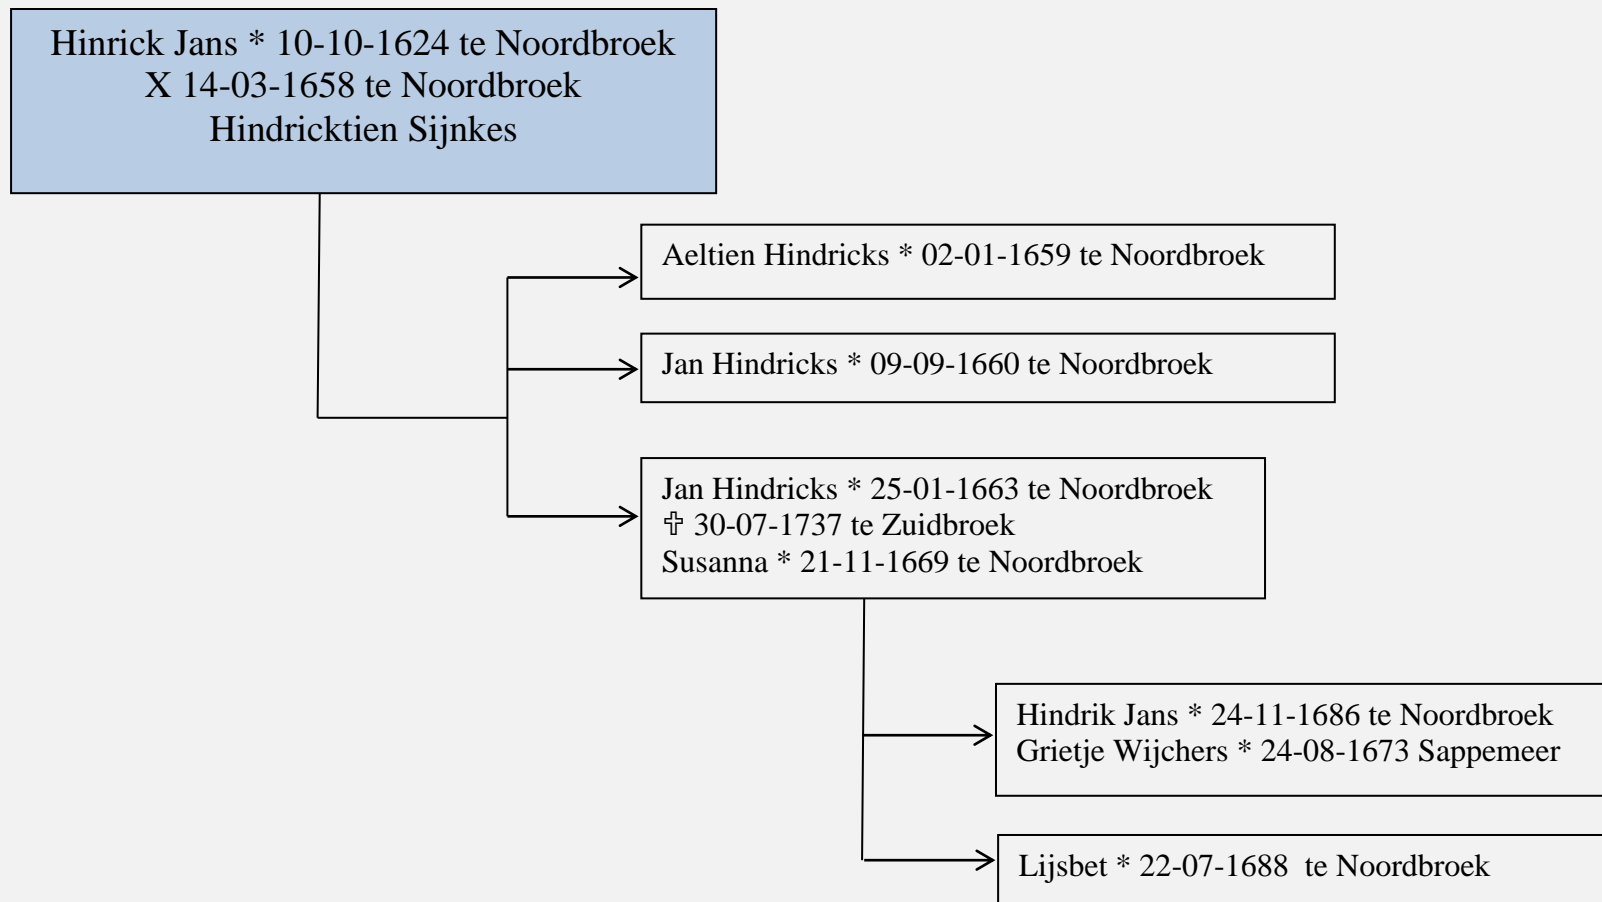 Hinrick Jans * 10-10-1624 te Noordbroek
X 14-03-1658 te Noordbroek
Hindricktien Sijnkes
Aeltien Hindricks * 02-01-1659 te Noordbroek
Jan Hindricks * 09-09-1660 te Noordbroek
Jan Hindricks * 25-01-1663 te Noordbroek
✞ 30-07-1737 te Zuidbroek
Susanna * 21-11-1669 te Noordbroek
Hindrik Jans * 24-11-1686 te Noordbroek
Grietje Wijchers * 24-08-1673 Sappemeer
Lijsbet * 22-07-1688  te Noordbroek